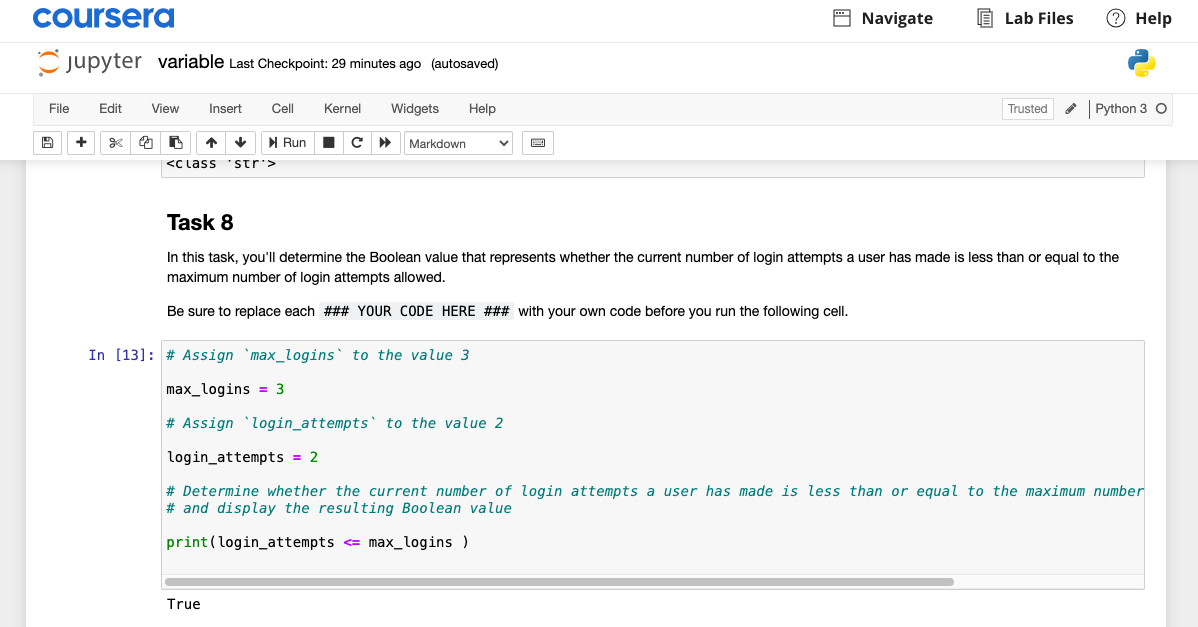 coursera Navigate Lab Files Help
jupyter variable Last Checkpoint: 29 minutes ago (autosaved)
File Edit View Insert Cell Kernel Widgets Help Trusted Python 3
Run Markdown
<class 'str'>
Task 8
In this task, you'll determine the Boolean value that represents whether the current number of login attempts a user has made is less than or equal to the
maximum number of login attempts allowed.
Be sure to replace each ### YOUR CODE HERE ### with your own code before you run the following cell.
In [13]: # Assign `max_logins` to the value 3
max_logins = 3
# Assign `login_attempts` to the value 2
login_attempts = 2
# Determine whether the current number of login attempts a user has made is less than or equal to the maximum number
# and display the resulting Boolean value
print(login_attempts <= max_logins )
True